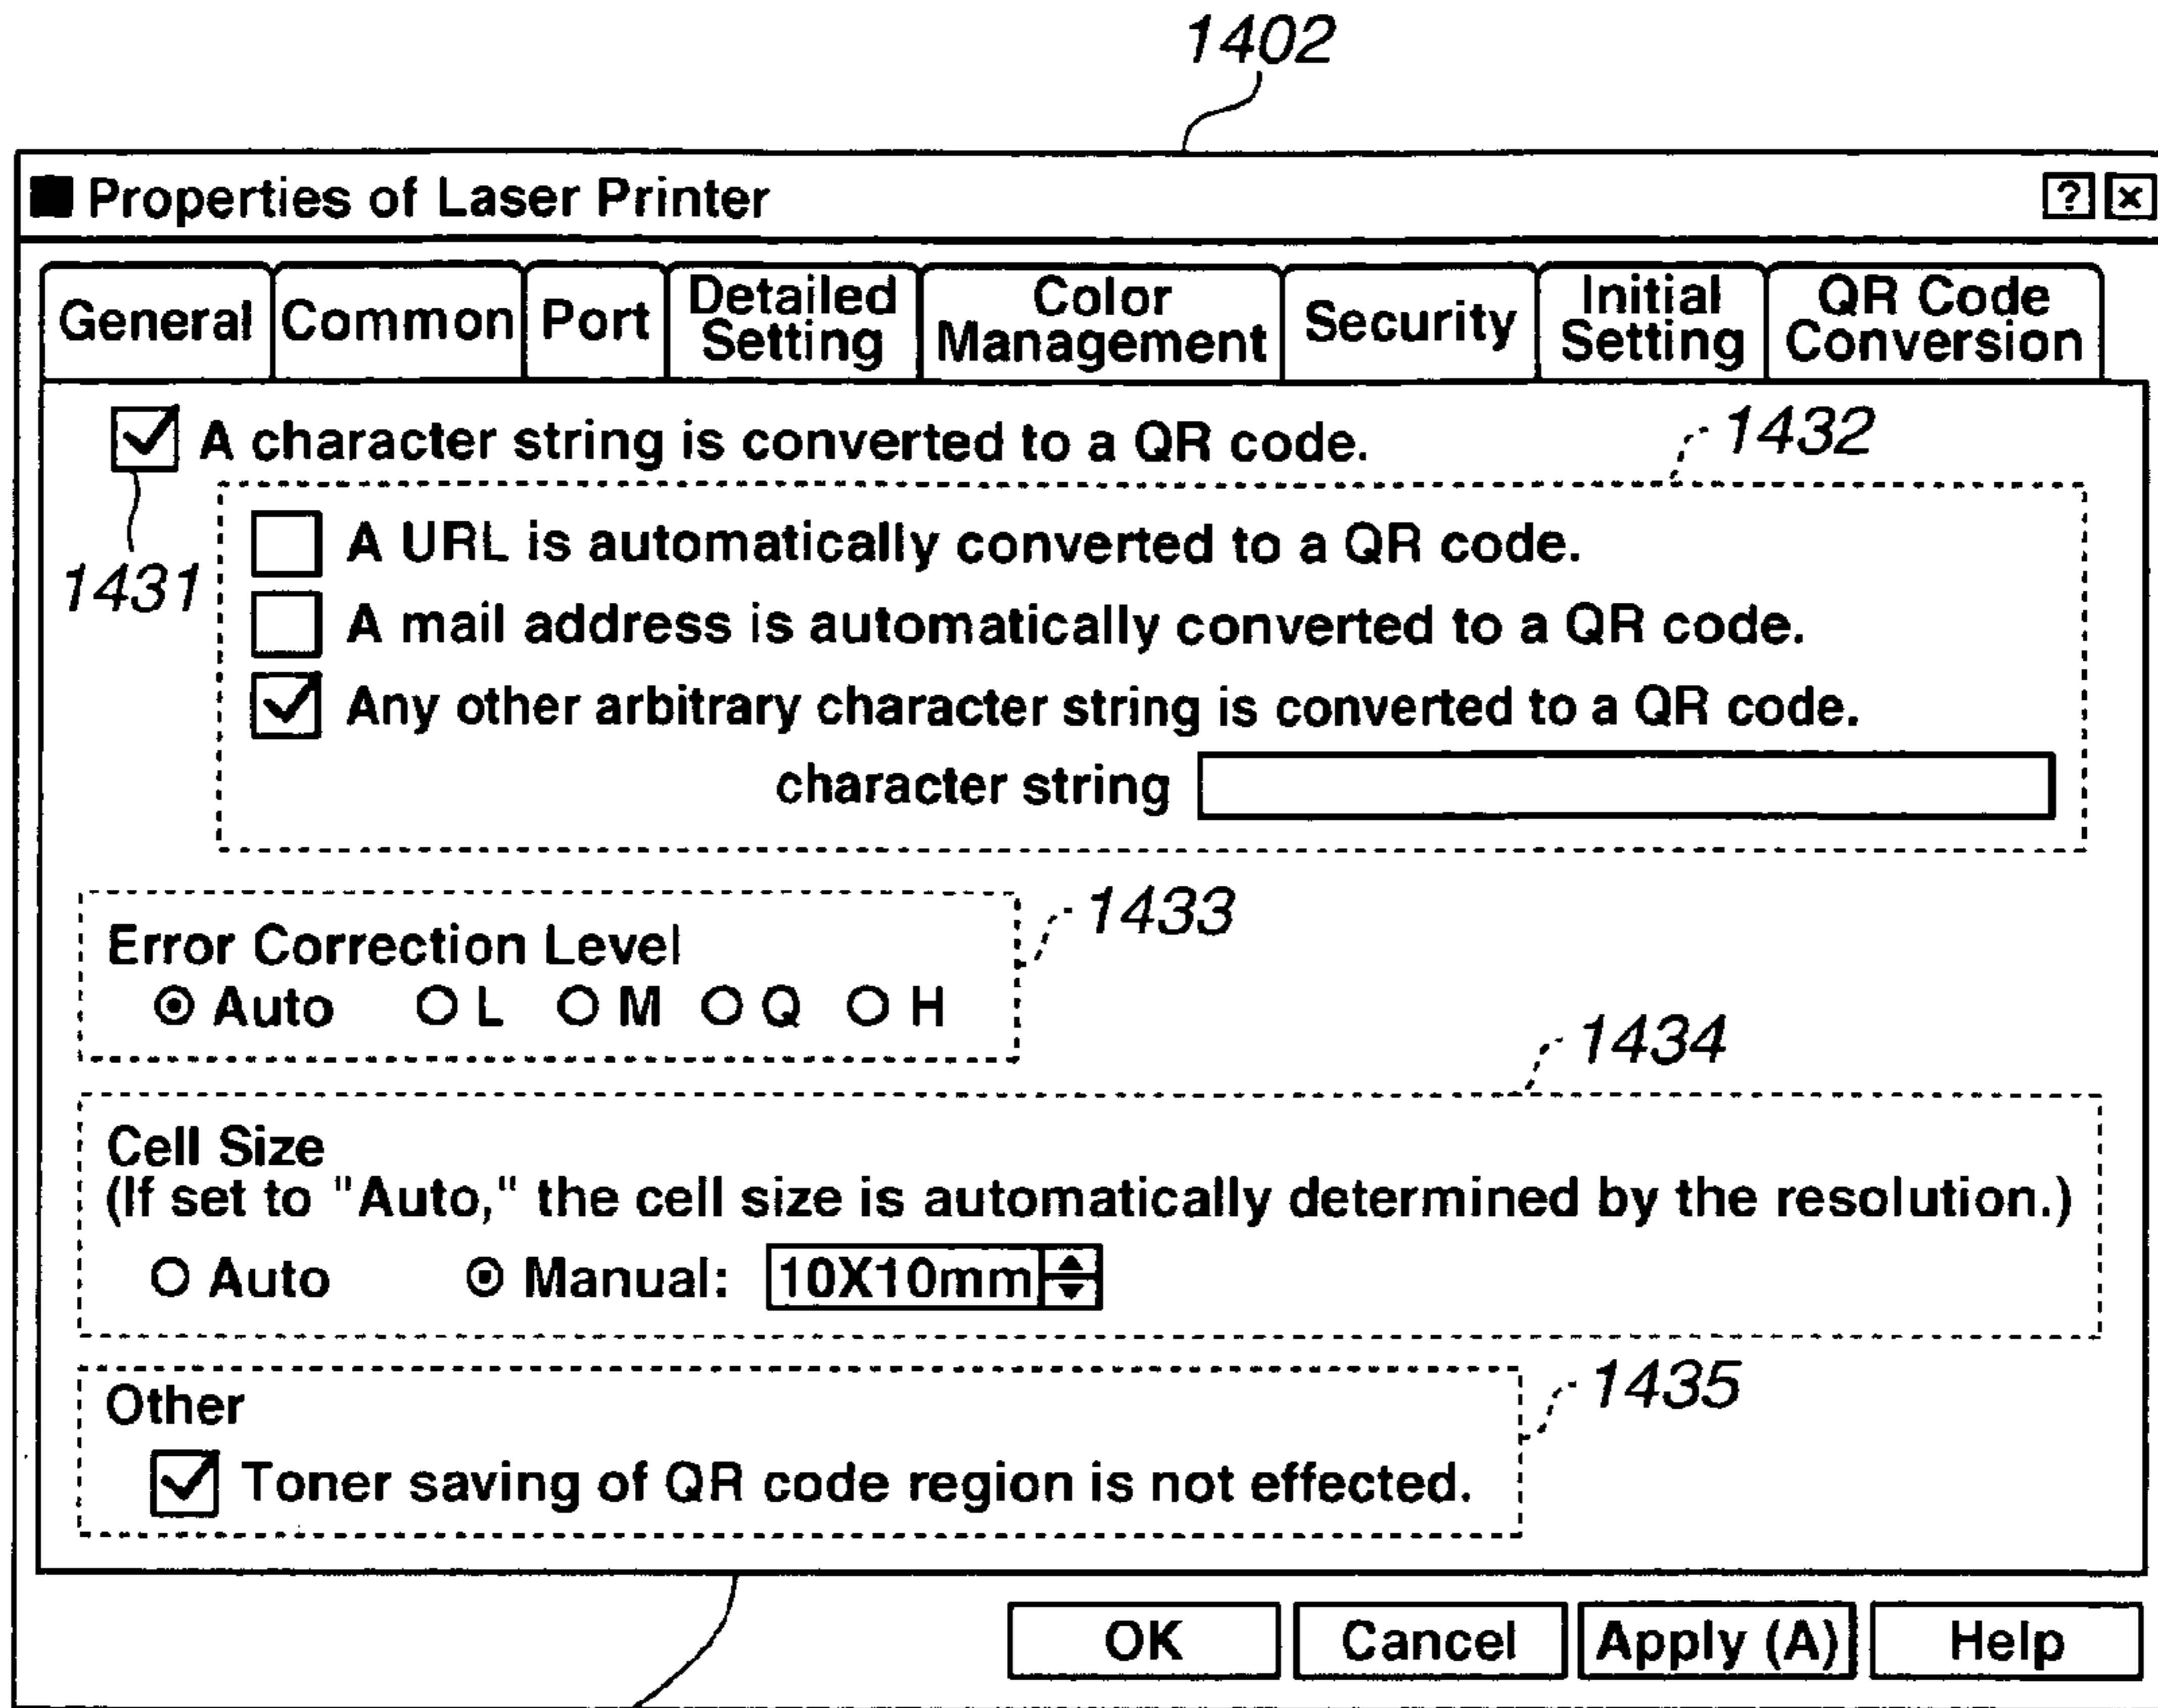 1402
Properties of Laser Printer ? ×
General Common Port Detailed Setting Color Management Security Initial Setting QR Code Conversion
A character string is converted to a QR code. 1432
1431
A URL is automatically converted to a QR code.
A mail address is automatically converted to a QR code.
Any other arbitrary character string is converted to a QR code.
character string
1433
Error Correction Level
Auto L M Q H
1434
Cell Size
(If set to "Auto," the cell size is automatically determined by the resolution.)
Auto Manual: 10X10mm
1435
Other
Toner saving of QR code region is not effected.
OK Cancel Apply (A) Help